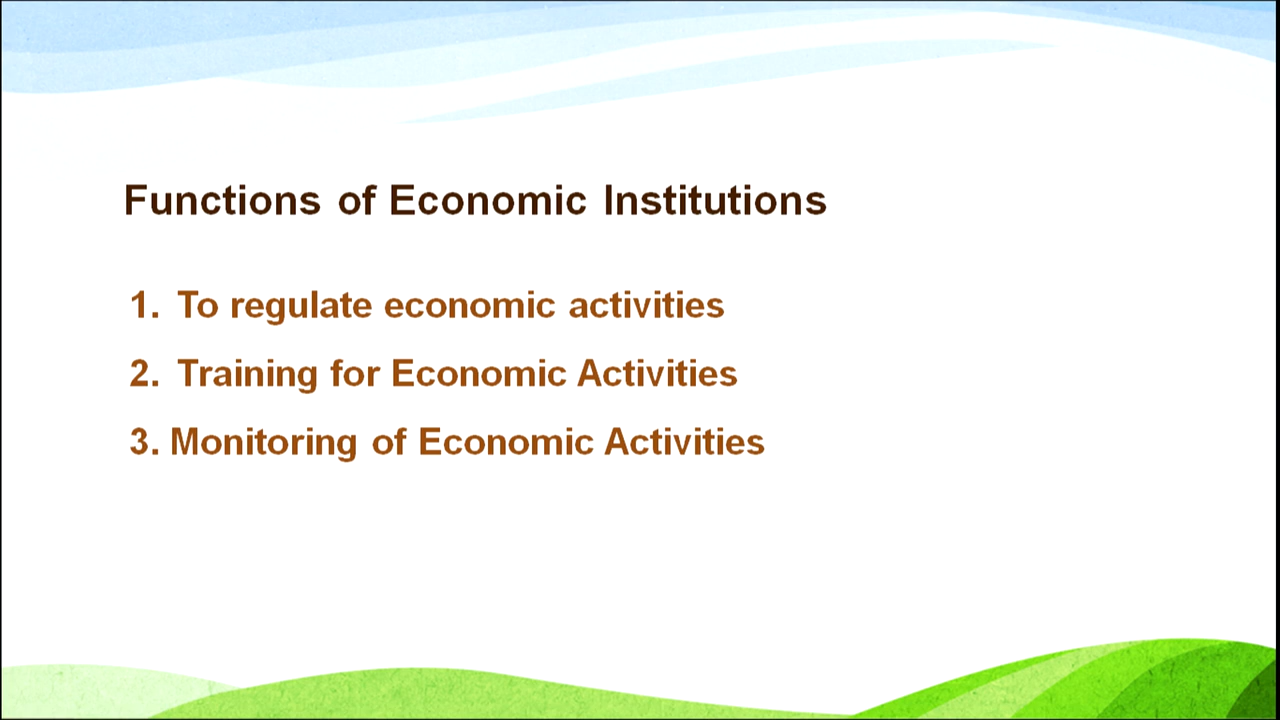 Functions of Economic Institutions
1. To regulate economic activities
2. Training for Economic Activities
3. Monitoring of Economic Activities